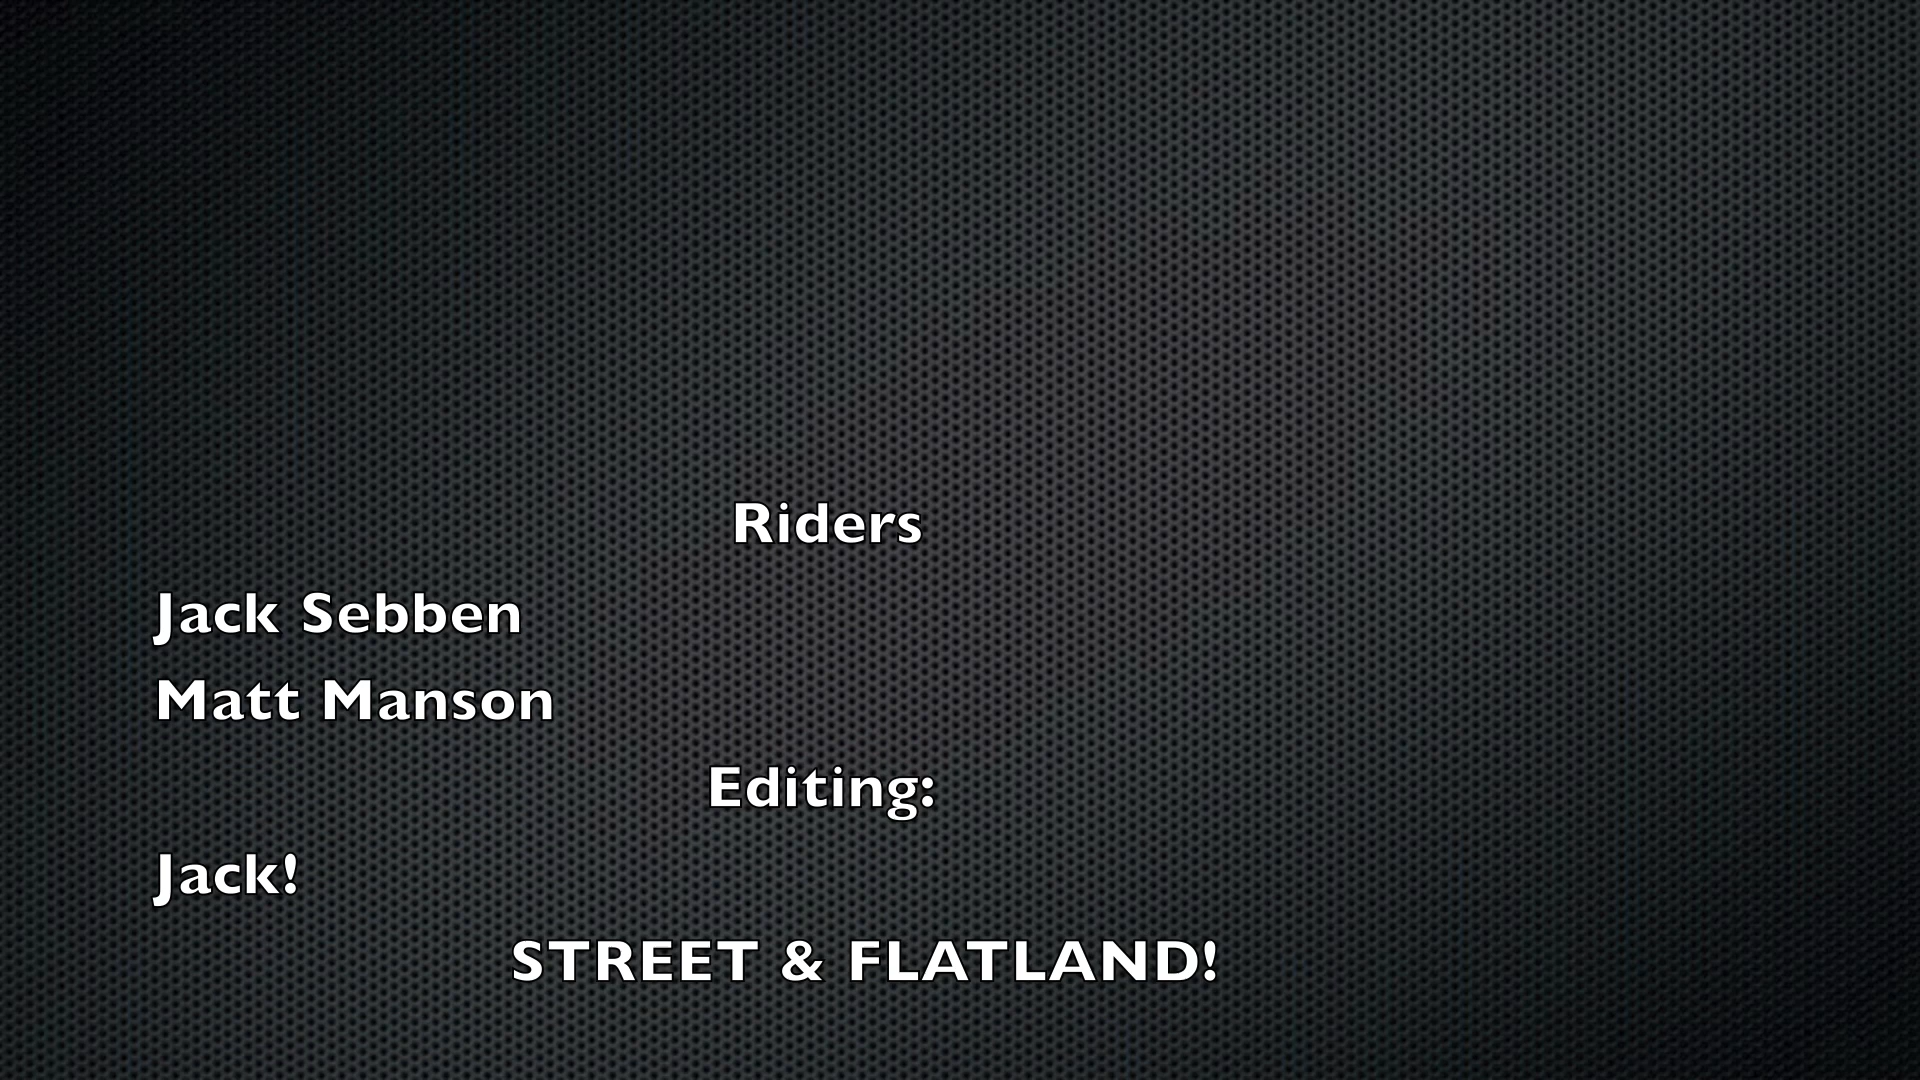 Riders
Jack Sebben
Matt Manson
Editing:
Jack!
STREET & FLATLAND!